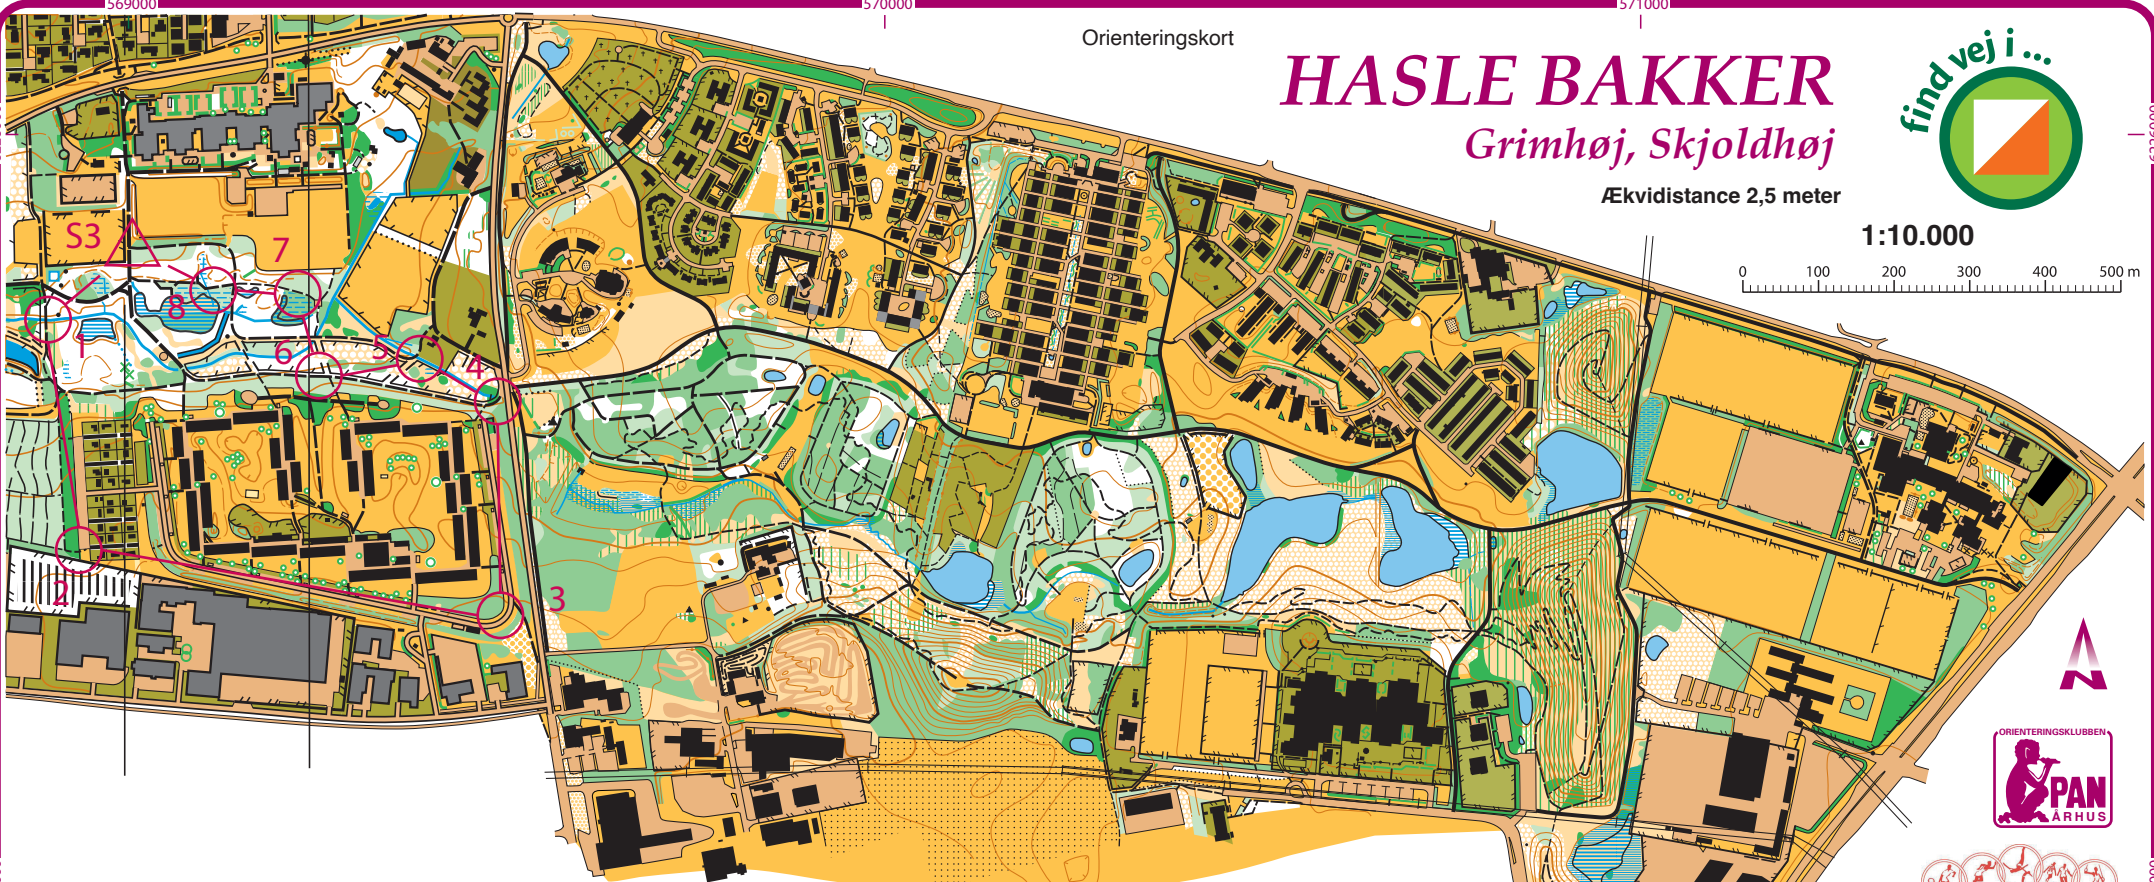 569000
570000
571000
Orienteringskort
HASLE BAKKER
Grimhøj, Skjoldhøj
Ækvidistance 2,5 meter
1:10.000
0 100 200 300 400 500 m
find vej i ...
S3
7
8
1
6
5
4
2
3
ORIENTERINGSKLUBBEN
PAN
ÅRHUS